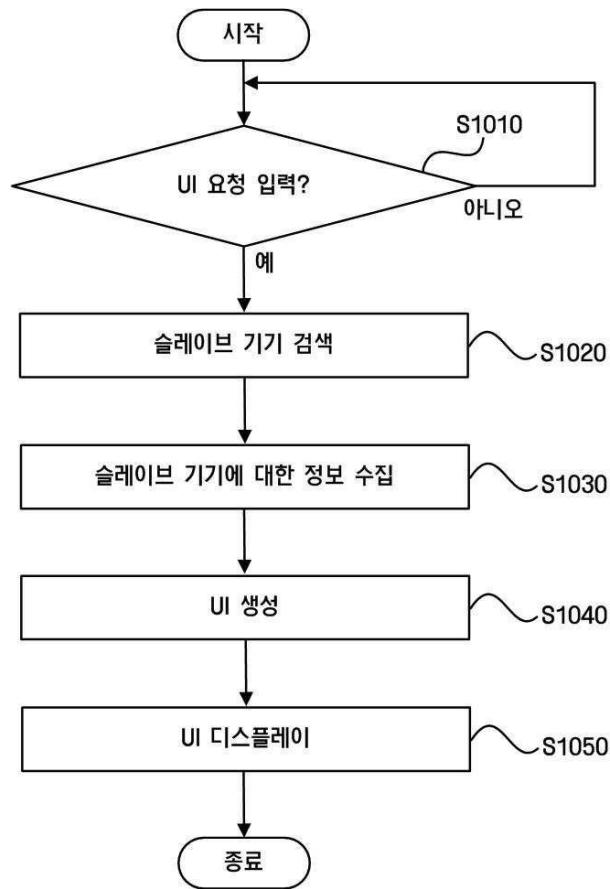 시작
S1010
UI 요청 입력?
아니오
예
슬레이브 기기 검색
S1020
슬레이브 기기에 대한 정보 수집
S1030
UI 생성
S1040
UI 디스플레이
S1050
종료